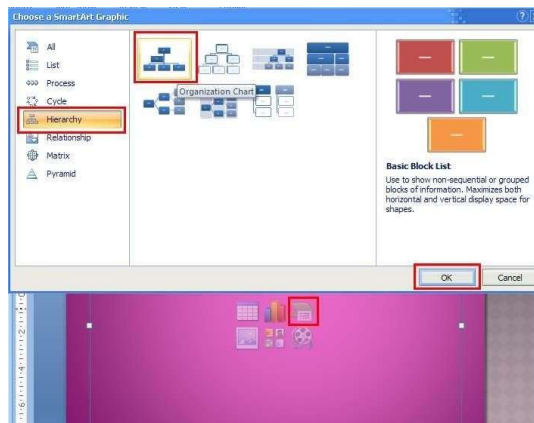 Choose a SmartArt Graphic
All
List
Process
Cycle
Hierarchy
Relationship
Matrix
Pyramid
Organization Chart
Basic Block List
Use to show non-sequential or grouped
blocks of information. Maximizes both
horizontal and vertical display space for
shapes.
OK
Cancel